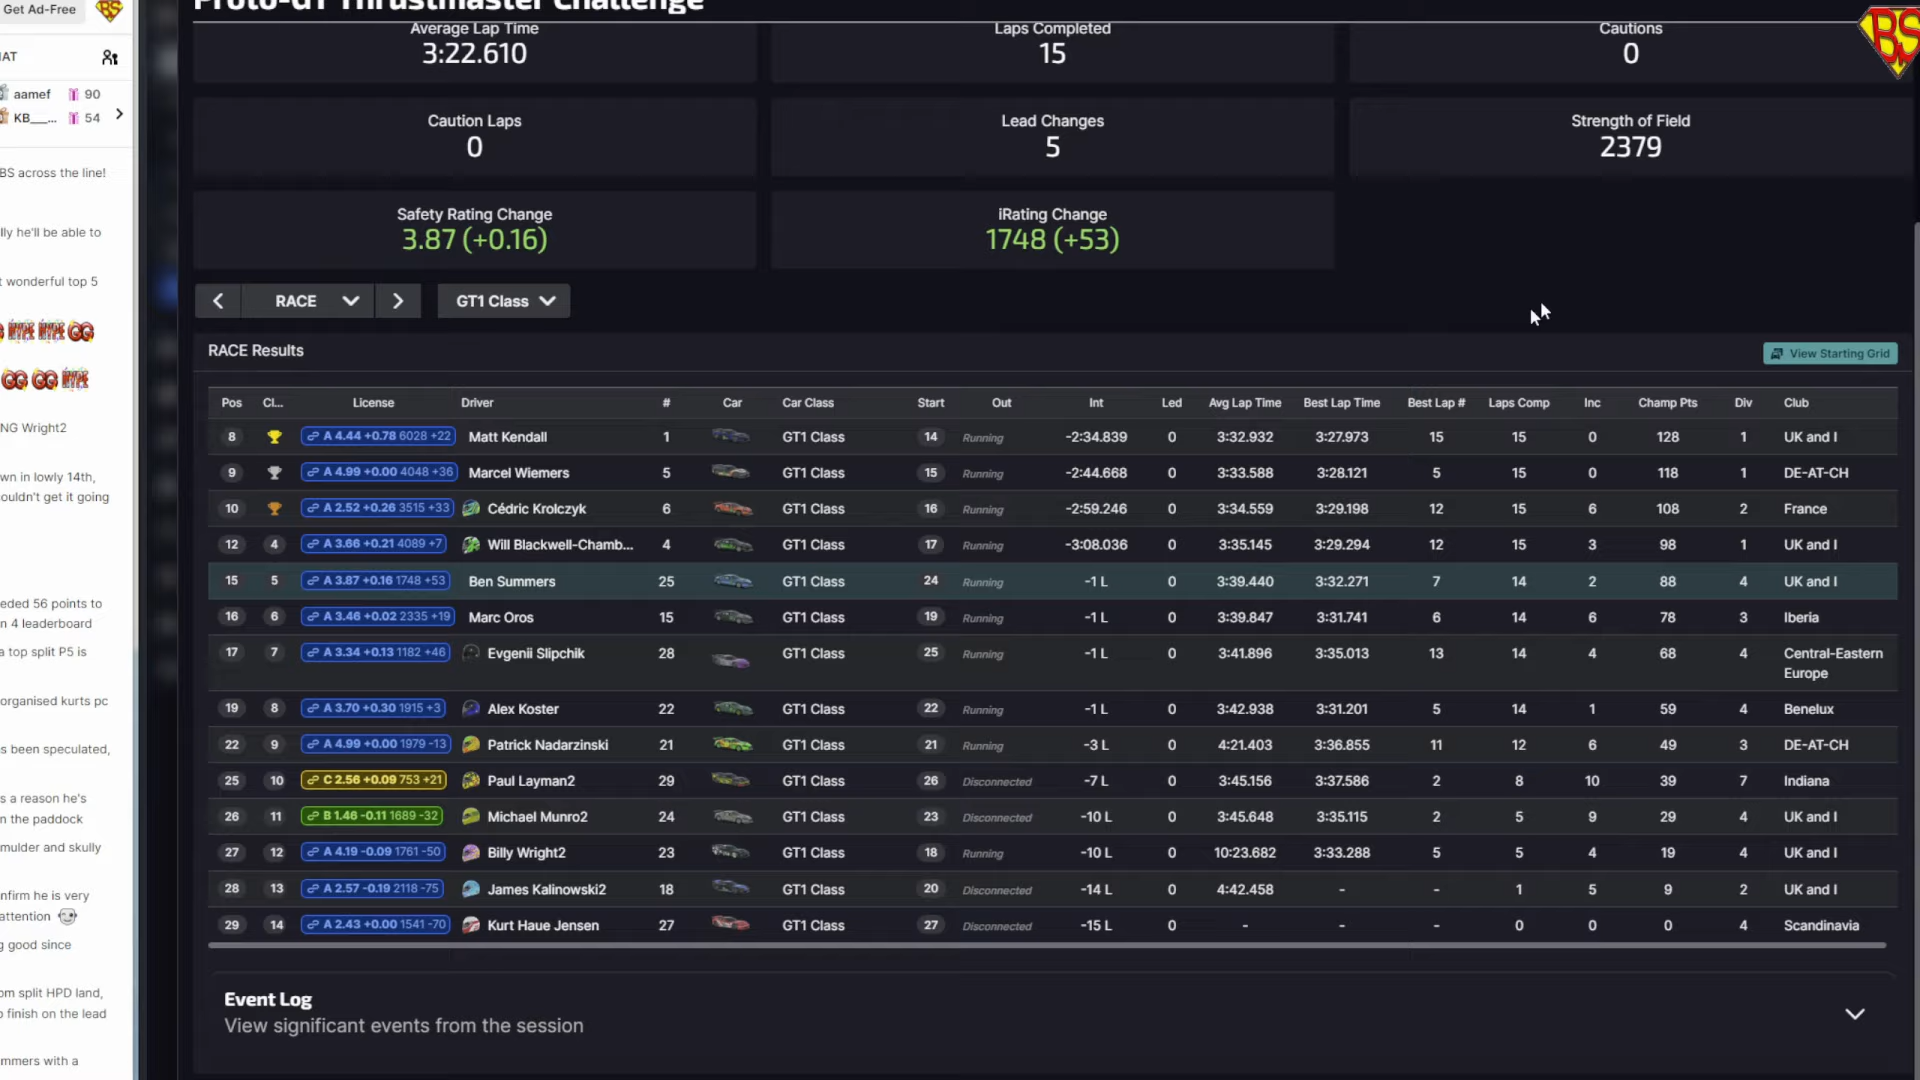 Get Ad-Free
BS
Proto-GT Thrustmaster Challenge
BS
AT
aamef 90
KB__... 54
BS across the line!
lly he'll be able to
t wonderful top 5
HYPE HYPE GG
GG GG HYPE
NG Wright2
wn in lowly 14th,
ouldn't get it going
eded 56 points to
n 4 leaderboard
a top split P5 is
organised kurts pc
s been speculated,
s a reason he's
n the paddock
mulder and skully
nfirm he is very
attention
g good since
om split HPD land,
o finish on the lead
mmers with a
Average Lap Time
3:22.610
Laps Completed
15
Cautions
0
Caution Laps
0
Lead Changes
5
Strength of Field
2379
Safety Rating Change
3.87 (+0.16)
iRating Change
1748 (+53)
RACE
GT1 Class
RACE Results
View Starting Grid
Pos Cl... License Driver # Car Car Class Start Out Int Led Avg Lap Time Best Lap Time Best Lap # Laps Comp Inc Champ Pts Div Club
8 A 4.44 +0.78 6028 +22 Matt Kendall 1 GT1 Class 14 Running -2:34.839 0 3:32.932 3:27.973 15 15 0 128 1 UK and I
9 A 4.99 +0.00 4048 +36 Marcel Wiemers 5 GT1 Class 15 Running -2:44.668 0 3:33.588 3:28.121 5 15 0 118 1 DE-AT-CH
10 A 2.52 +0.26 3515 +33 Cédric Krolczyk 6 GT1 Class 16 Running -2:59.246 0 3:34.559 3:29.198 12 15 6 108 2 France
12 4 A 3.66 +0.21 4089 +7 Will Blackwell-Chamb... 4 GT1 Class 17 Running -3:08.036 0 3:35.145 3:29.294 12 15 3 98 1 UK and I
15 5 A 3.87 +0.16 1748 +53 Ben Summers 25 GT1 Class 24 Running -1 L 0 3:39.440 3:32.271 7 14 2 88 4 UK and I
16 6 A 3.46 +0.02 2335 +19 Marc Oros 15 GT1 Class 19 Running -1 L 0 3:39.847 3:31.741 6 14 6 78 3 Iberia
17 7 A 3.34 +0.13 1182 +46 Evgenii Slipchik 28 GT1 Class 25 Running -1 L 0 3:41.896 3:35.013 13 14 4 68 4 Central-Eastern
Europe
19 8 A 3.70 +0.30 1915 +3 Alex Koster 22 GT1 Class 22 Running -1 L 0 3:42.938 3:31.201 5 14 1 59 4 Benelux
22 9 A 4.99 +0.00 1979 -13 Patrick Nadarzinski 21 GT1 Class 21 Running -3 L 0 4:21.403 3:36.855 11 12 6 49 3 DE-AT-CH
25 10 C 2.56 +0.09 753 +21 Paul Layman2 29 GT1 Class 26 Disconnected -7 L 0 3:45.156 3:37.586 2 8 10 39 7 Indiana
26 11 B 1.46 -0.11 1689 -32 Michael Munro2 24 GT1 Class 23 Disconnected -10 L 0 3:45.648 3:35.115 2 5 9 29 4 UK and I
27 12 A 4.19 -0.09 1761 -50 Billy Wright2 23 GT1 Class 18 Running -10 L 0 10:23.682 3:33.288 5 5 4 19 4 UK and I
28 13 A 2.57 -0.19 2118 -75 James Kalinowski2 18 GT1 Class 20 Disconnected -14 L 0 4:42.458 - - 1 5 9 2 UK and I
29 14 A 2.43 +0.00 1541 -70 Kurt Haue Jensen 27 GT1 Class 27 Disconnected -15 L 0 - - - 0 0 0 4 Scandinavia
Event Log
View significant events from the session